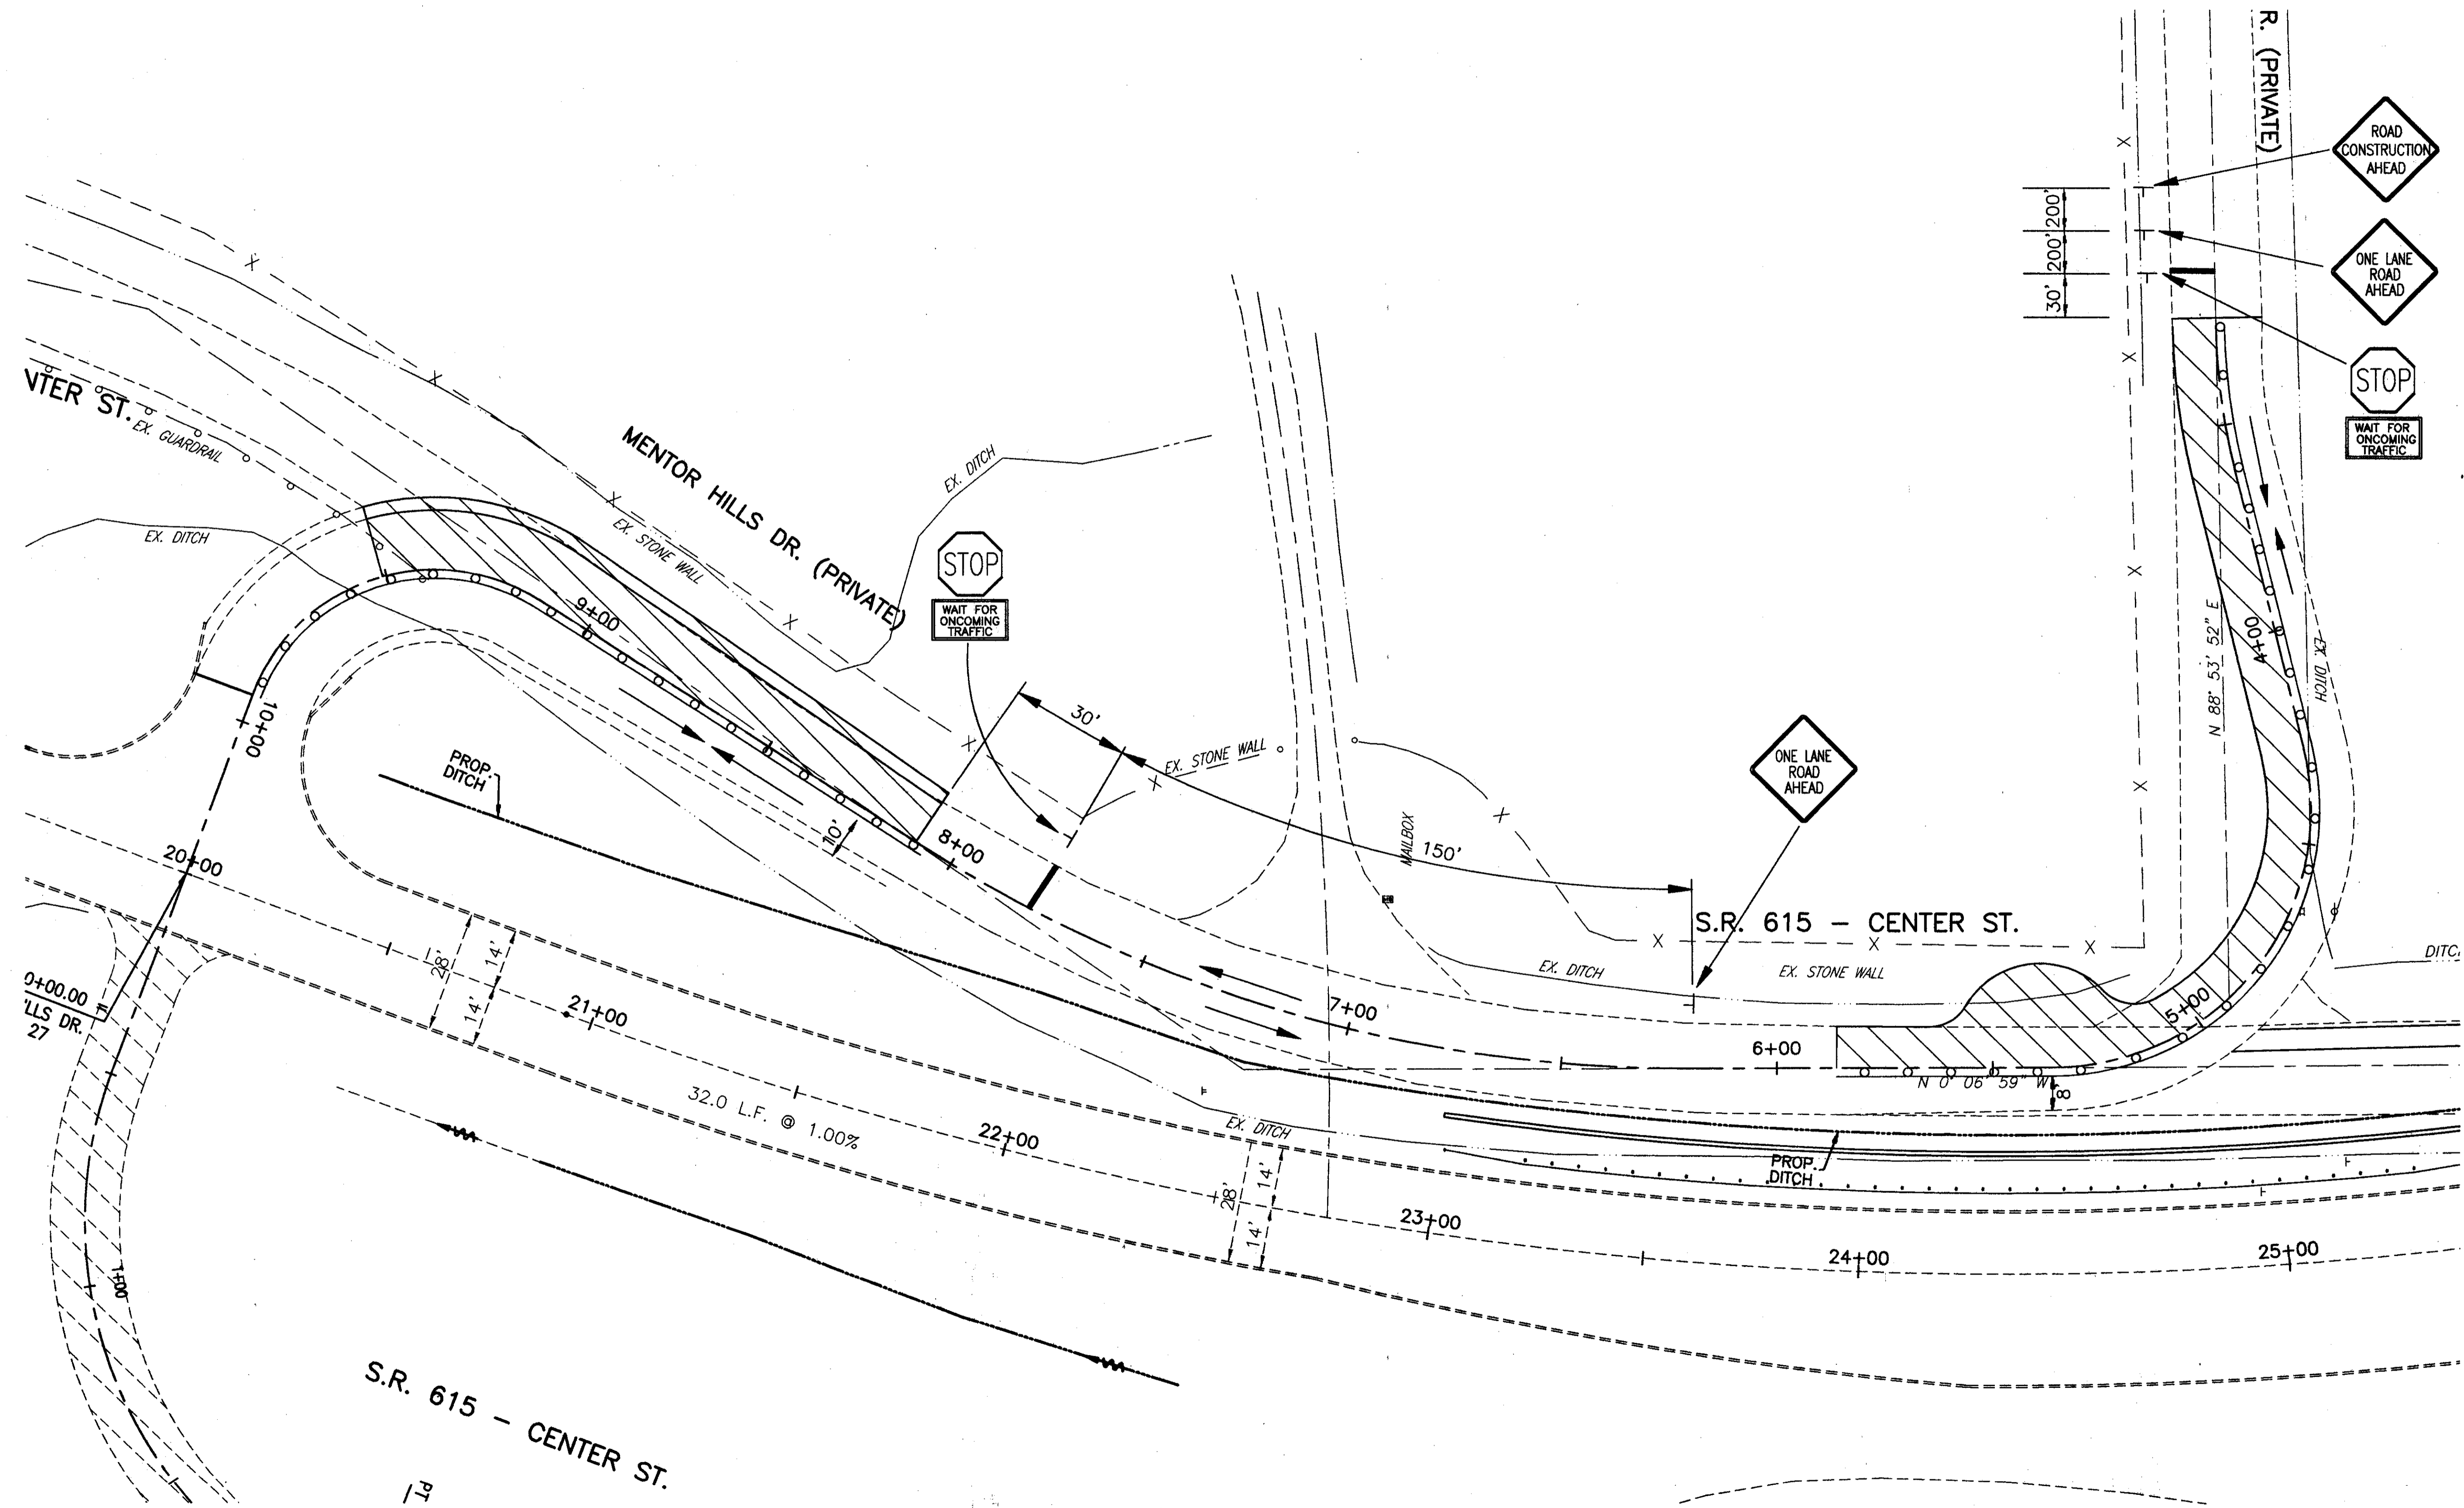 R. (PRIVATE)
ROAD
CONSTRUCTION
AHEAD
200'
200'
30'
ONE LANE
ROAD
AHEAD
STOP
WAIT FOR
ONCOMING
TRAFFIC
NTER ST.
EX. GUARDRAIL
EX. DITCH
MENTOR HILLS DR. (PRIVATE)
EX. STONE WALL
EX. DITCH
STOP
WAIT FOR
ONCOMING
TRAFFIC
9+00
10+00
PROP.
DITCH
10'
8+00
30'
EX. STONE WALL
150'
MAILBOX
ONE LANE
ROAD
AHEAD
S.R. 615 - CENTER ST.
EX. DITCH
EX. STONE WALL
N 88° 53' 52" E
4+00
EX. DITCH
DITC
5+00
6+00
7+00
N 0° 06' 59" W
8'
20+00
0+00.00
LLS DR.
27
28'
14'
14'
21+00
32.0 L.F. @ 1.00%
22+00
EX. DITCH
28'
14'
14'
23+00
PROP.
DITCH
24+00
25+00
1+00
S.R. 615 - CENTER ST.
PT